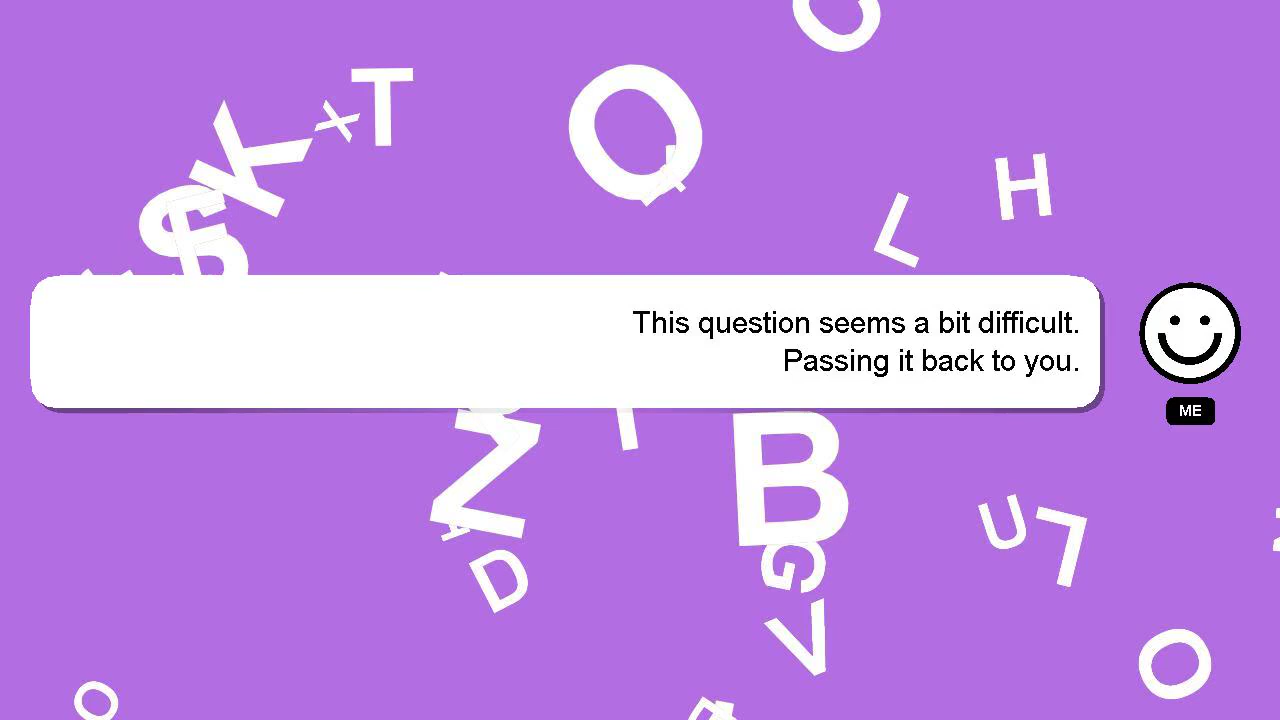 This question seems a bit difficult.
Passing it back to you.
ME